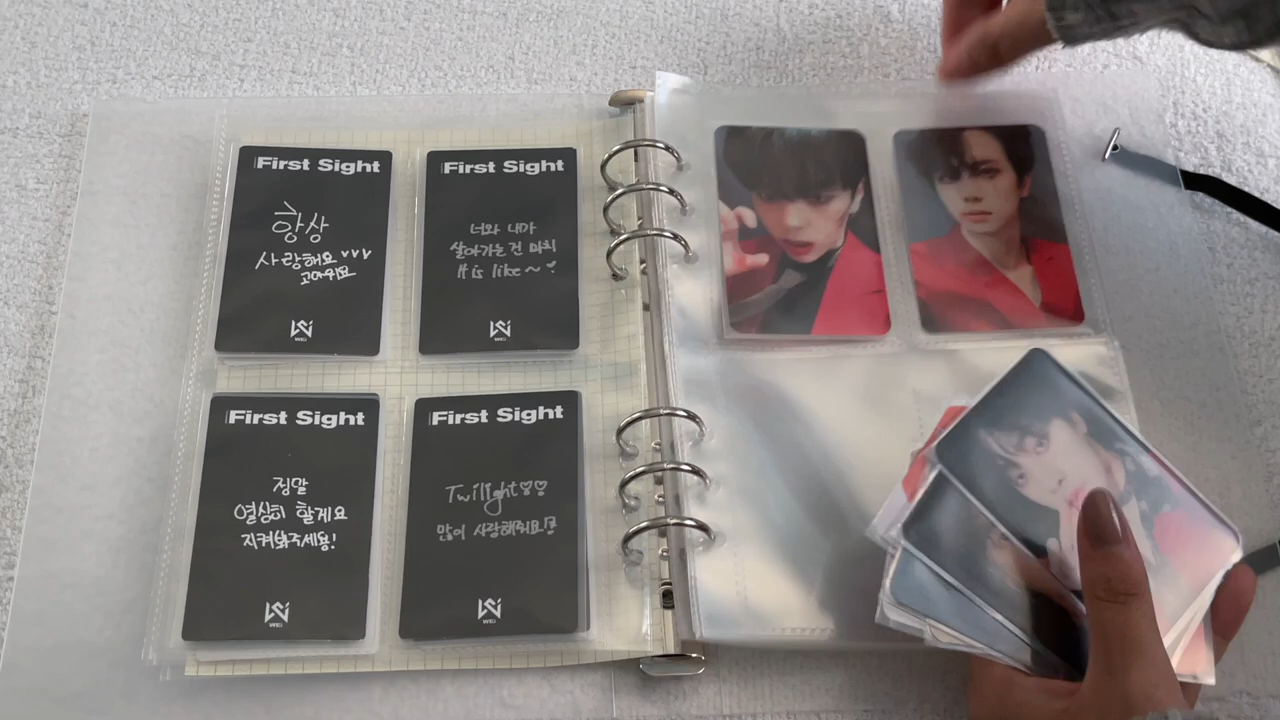 First Sight
항상
사랑해요 ♥♥♥
고마워요
WEi
First Sight
너와 나마
살아가는 건 마치
It is like ~ ♡
WEi
First Sight
정말
열심히 할게요
지켜봐주세용!
WEi
First Sight
Twilight♡♡
많이 사랑해줘요
WEi